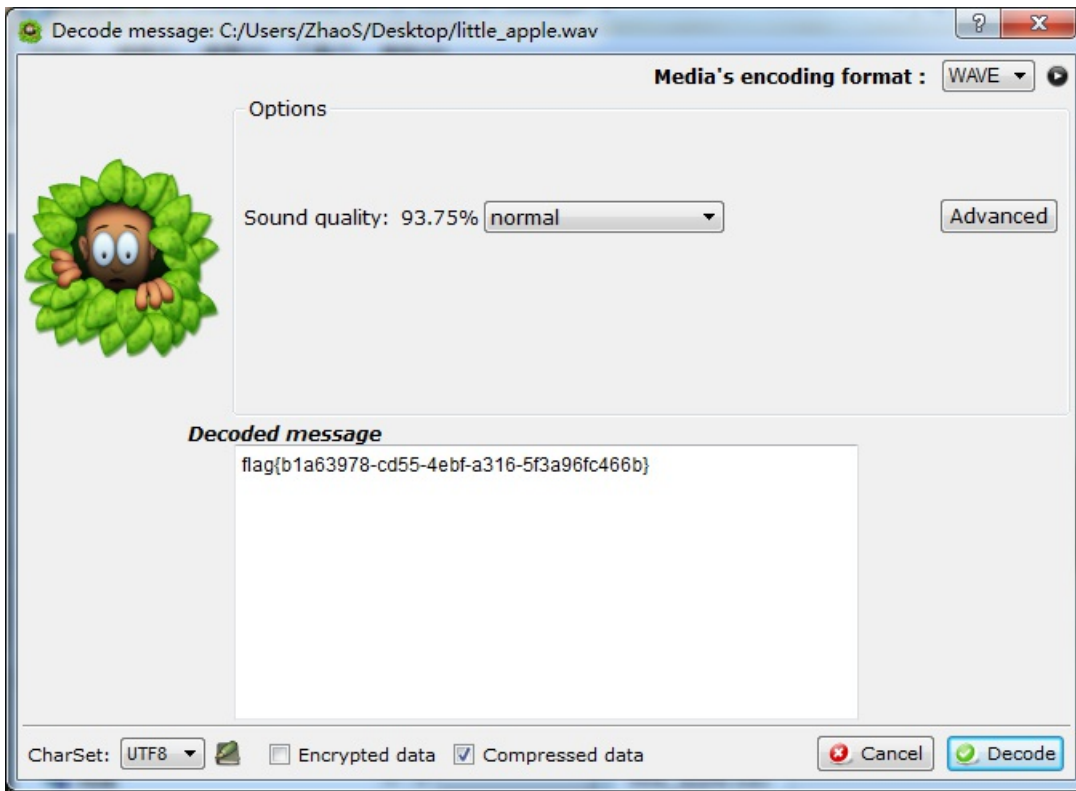 Decode message: C:/Users/ZhaoS/Desktop/little_apple.wav
Media's encoding format : WAVE
Options
Sound quality: 93.75% normal
Advanced
Decoded message
flag{b1a63978-cd55-4ebf-a316-5f3a96fc466b}
CharSet: UTF8 Encrypted data Compressed data Cancel Decode